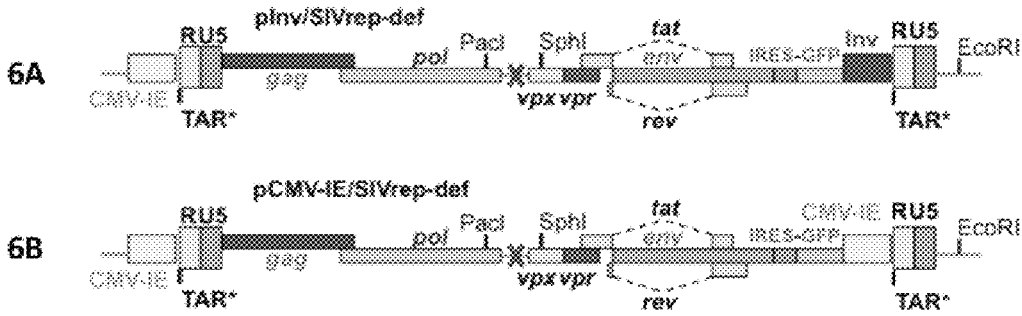 pInv/SIVrep-def
6A
RU5
gag
pol
PacI
SphI
tat
env
IRES-GFP
Inv
RU5
EcoRI
CMV-IE
TAR*
X
vpx vpr
rev
TAR*
pCMV-IE/SIVrep-def
6B
RU5
gag
pol
PacI
SphI
tat
env
IRES-GFP
CMV-IE
RU5
EcoRI
CMV-IE
TAR*
X
vpx vpr
rev
TAR*